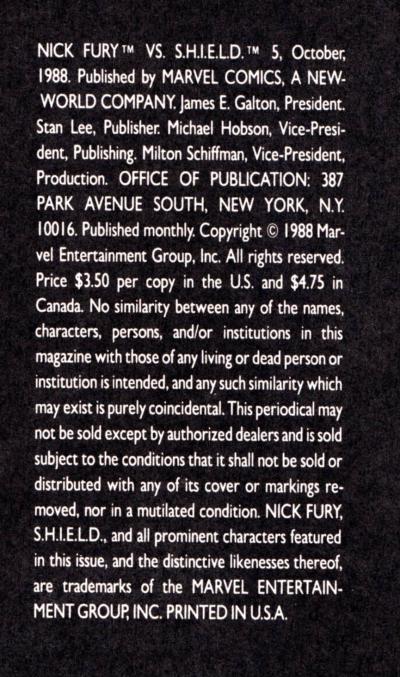 NICK FURY™ VS. S.H.I.E.L.D.™ 5, October,
1988. Published by MARVEL COMICS, A NEW-
WORLD COMPANY. James E. Galton, President.
Stan Lee, Publisher. Michael Hobson, Vice-Presi-
dent, Publishing. Milton Schiffman, Vice-President,
Production. OFFICE OF PUBLICATION: 387
PARK AVENUE SOUTH, NEW YORK, N.Y.
10016. Published monthly. Copyright © 1988 Mar-
vel Entertainment Group, Inc. All rights reserved.
Price $3.50 per copy in the U.S. and $4.75 in
Canada. No similarity between any of the names,
characters, persons, and/or institutions in this
magazine with those of any living or dead person or
institution is intended, and any such similarity which
may exist is purely coincidental. This periodical may
not be sold except by authorized dealers and is sold
subject to the conditions that it shall not be sold or
distributed with any of its cover or markings re-
moved, nor in a mutilated condition. NICK FURY,
S.H.I.E.L.D., and all prominent characters featured
in this issue, and the distinctive likenesses thereof,
are trademarks of the MARVEL ENTERTAIN-
MENT GROUP, INC. PRINTED IN U.S.A.